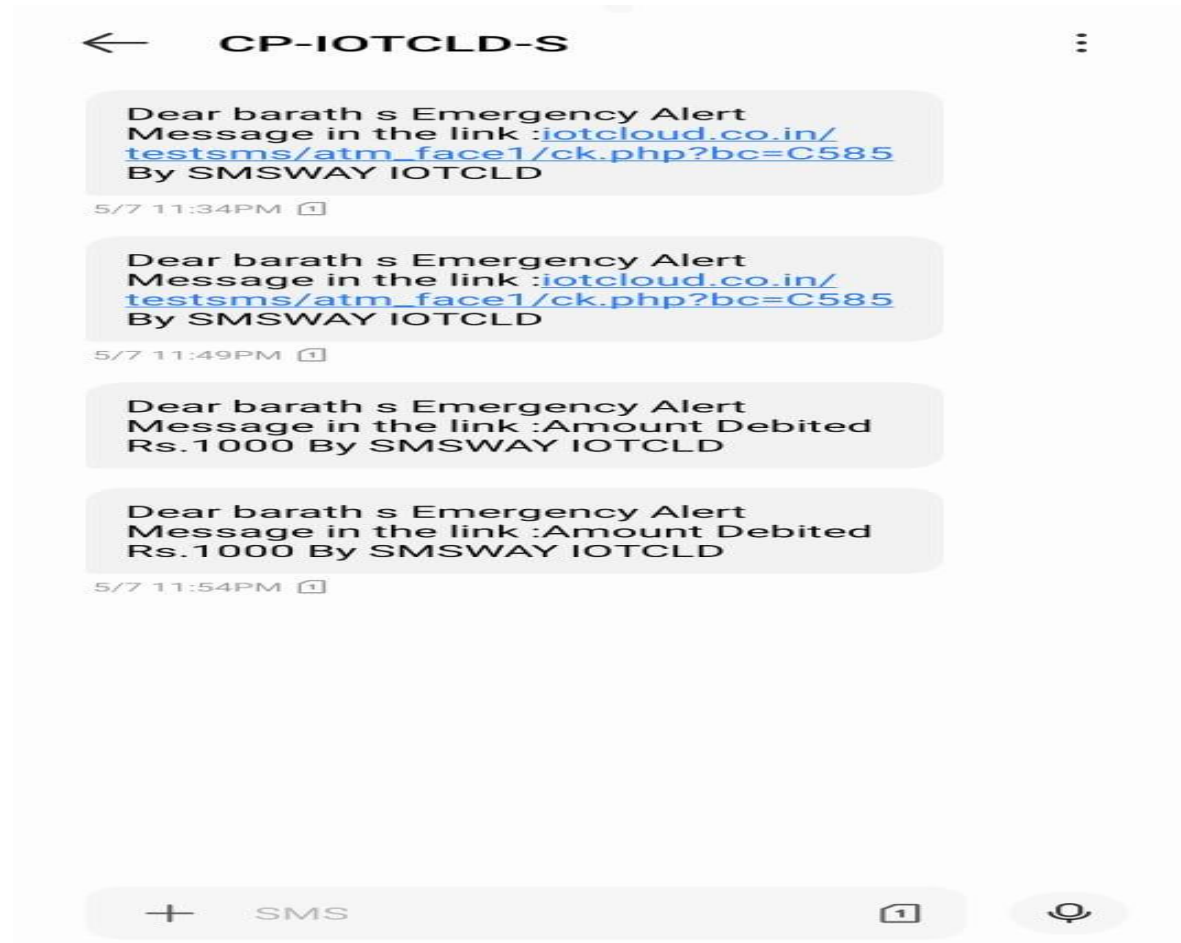 CP-IOTCLD-S
Dear barath s Emergency Alert
Message in the link :iotcloud.co.in/
testsms/atm_face1/ck.php?bc=C585
By SMSWAY IOTCLD
5/7 11:34PM 1
Dear barath s Emergency Alert
Message in the link :iotcloud.co.in/
testsms/atm_face1/ck.php?bc=C585
By SMSWAY IOTCLD
5/7 11:49PM 1
Dear barath s Emergency Alert
Message in the link :Amount Debited
Rs.1000 By SMSWAY IOTCLD
Dear barath s Emergency Alert
Message in the link :Amount Debited
Rs.1000 By SMSWAY IOTCLD
5/7 11:54PM 1
SMS 1